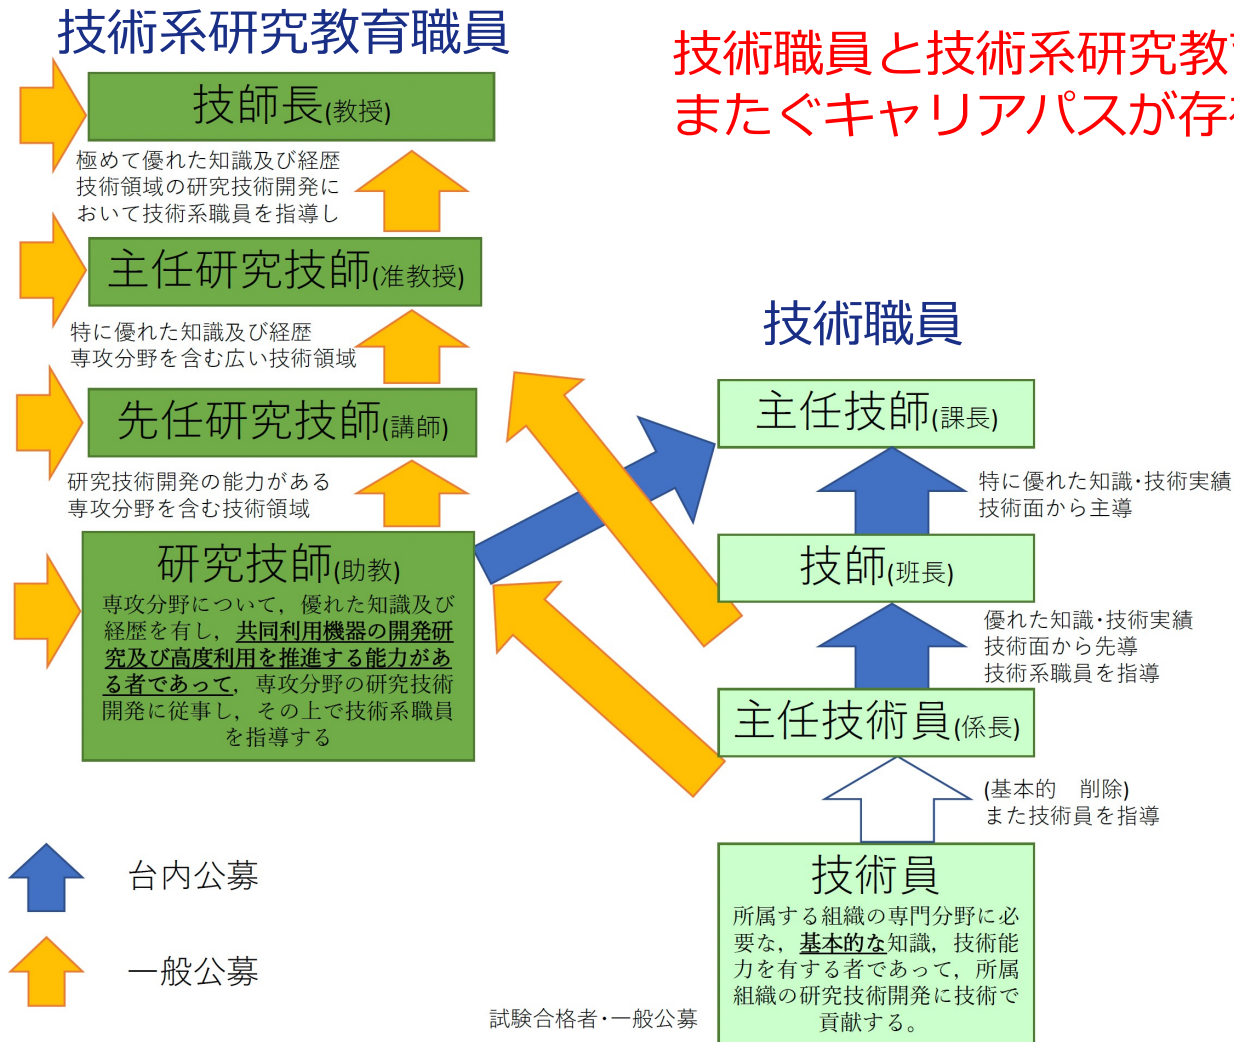 技術系研究教育職員
技術職員と技術系研究教
またぐキャリアパスが存
技師長(教授)
極めて優れた知識及び経歴
技術領域の研究技術開発に
おいて技術系職員を指導し
主任研究技師(准教授)
特に優れた知識及び経歴
専攻分野を含む広い技術領域
先任研究技師(講師)
研究技術開発の能力がある
専攻分野を含む技術領域
研究技師(助教)
専攻分野について，優れた知識及び
経歴を有し，共同利用機器の開発研
究及び高度利用を推進する能力があ
る者であって，専攻分野の研究技術
開発に従事し，その上で技術系職員
を指導する
技術職員
主任技師(課長)
特に優れた知識・技術実績
技術面から主導
技師(班長)
優れた知識・技術実績
技術面から先導
技術系職員を指導
主任技術員(係長)
(基本的　削除)
また技術員を指導
技術員
所属する組織の専門分野に必
要な，基本的な知識，技術能
力を有する者であって，所属
組織の研究技術開発に技術で
貢献する。
試験合格者・一般公募
台内公募
一般公募